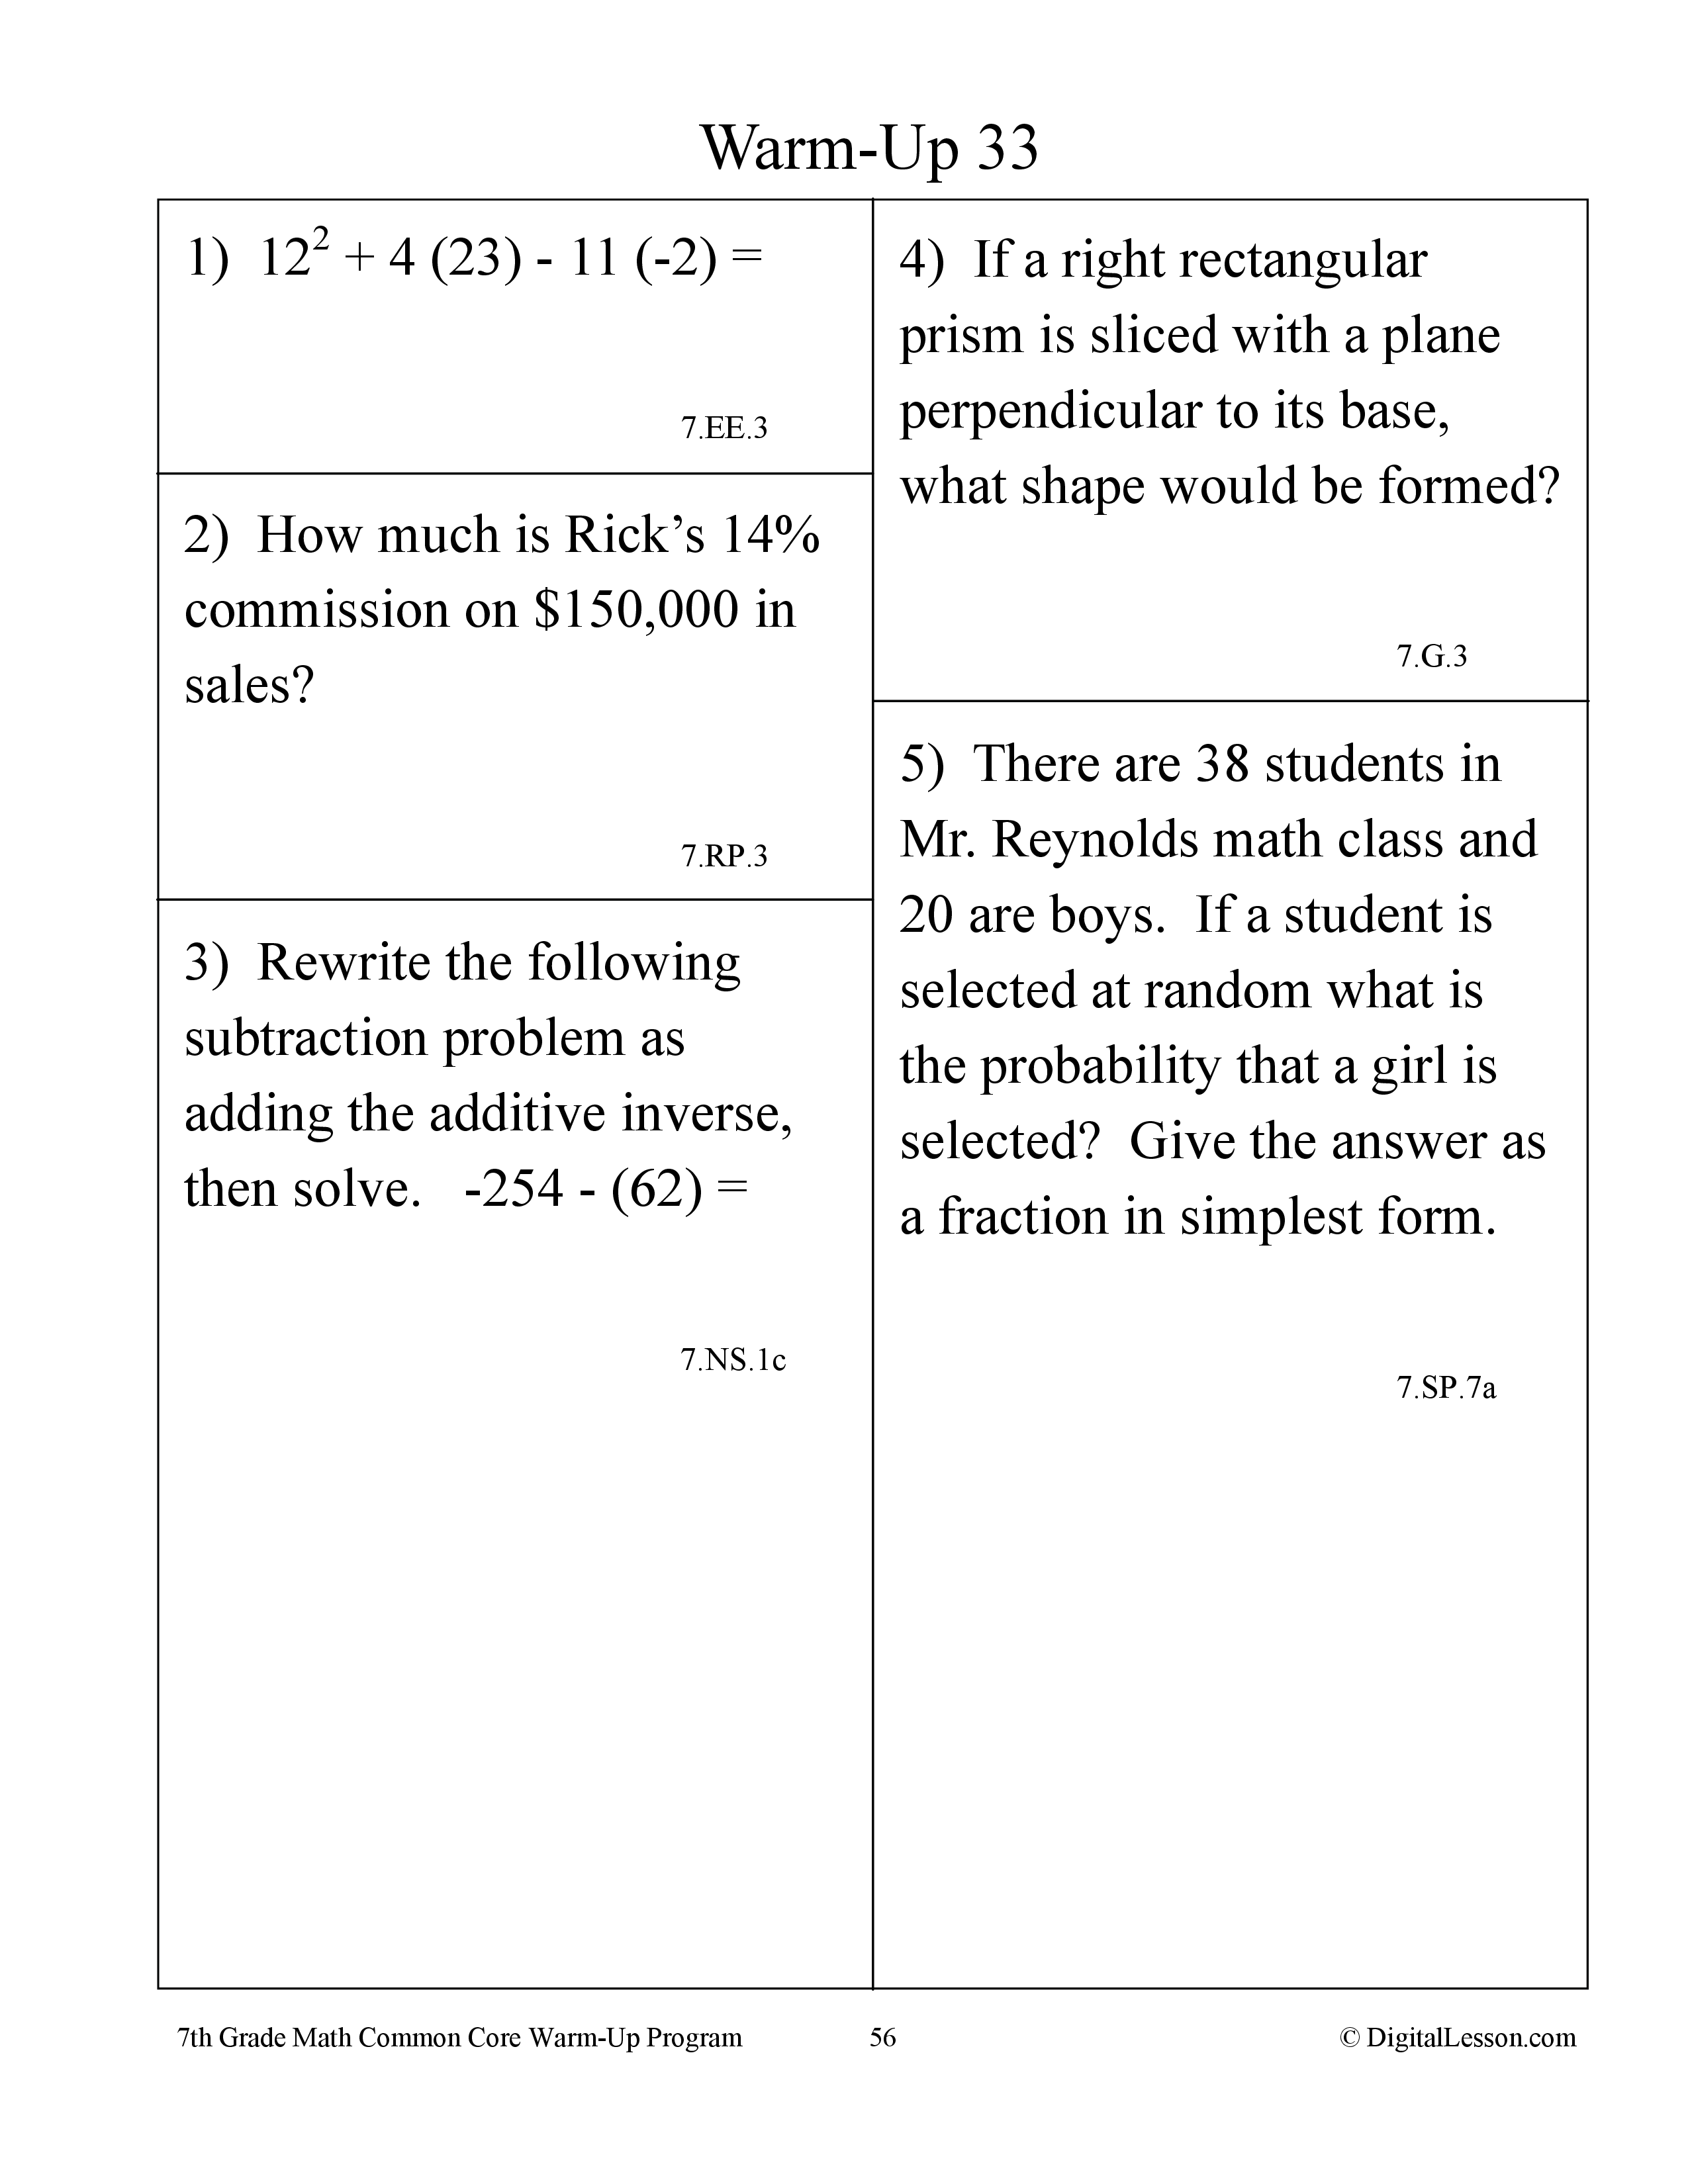 Warm-Up 33
1)  12² + 4 (23) - 11 (-2) =
7.EE.3
2)  How much is Rick’s 14%
commission on $150,000 in
sales?
7.RP.3
3)  Rewrite the following
subtraction problem as
adding the additive inverse,
then solve.   -254 - (62) =
7.NS.1c
4)  If a right rectangular
prism is sliced with a plane
perpendicular to its base,
what shape would be formed?
7.G.3
5)  There are 38 students in
Mr. Reynolds math class and
20 are boys.  If a student is
selected at random what is
the probability that a girl is
selected?  Give the answer as
a fraction in simplest form.
7.SP.7a
7th Grade Math Common Core Warm-Up Program
56
© DigitalLesson.com